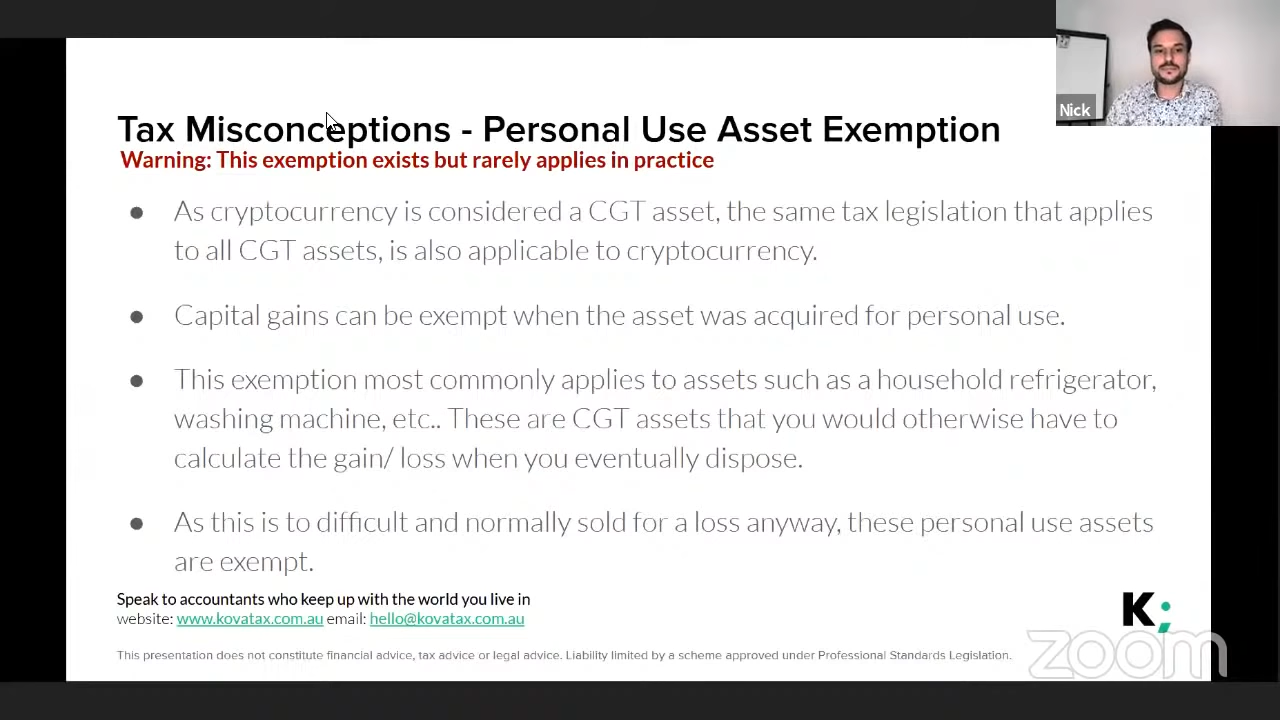 Nick
Tax Misconceptions - Personal Use Asset Exemption
Warning: This exemption exists but rarely applies in practice
● As cryptocurrency is considered a CGT asset, the same tax legislation that applies
to all CGT assets, is also applicable to cryptocurrency.
● Capital gains can be exempt when the asset was acquired for personal use.
● This exemption most commonly applies to assets such as a household refrigerator,
washing machine, etc.. These are CGT assets that you would otherwise have to
calculate the gain/ loss when you eventually dispose.
● As this is to difficult and normally sold for a loss anyway, these personal use assets
are exempt.
Speak to accountants who keep up with the world you live in
website: www.kovatax.com.au email: hello@kovatax.com.au
K;
This presentation does not constitute financial advice, tax advice or legal advice. Liability limited by a scheme approved under Professional Standards Legislation.
zoom